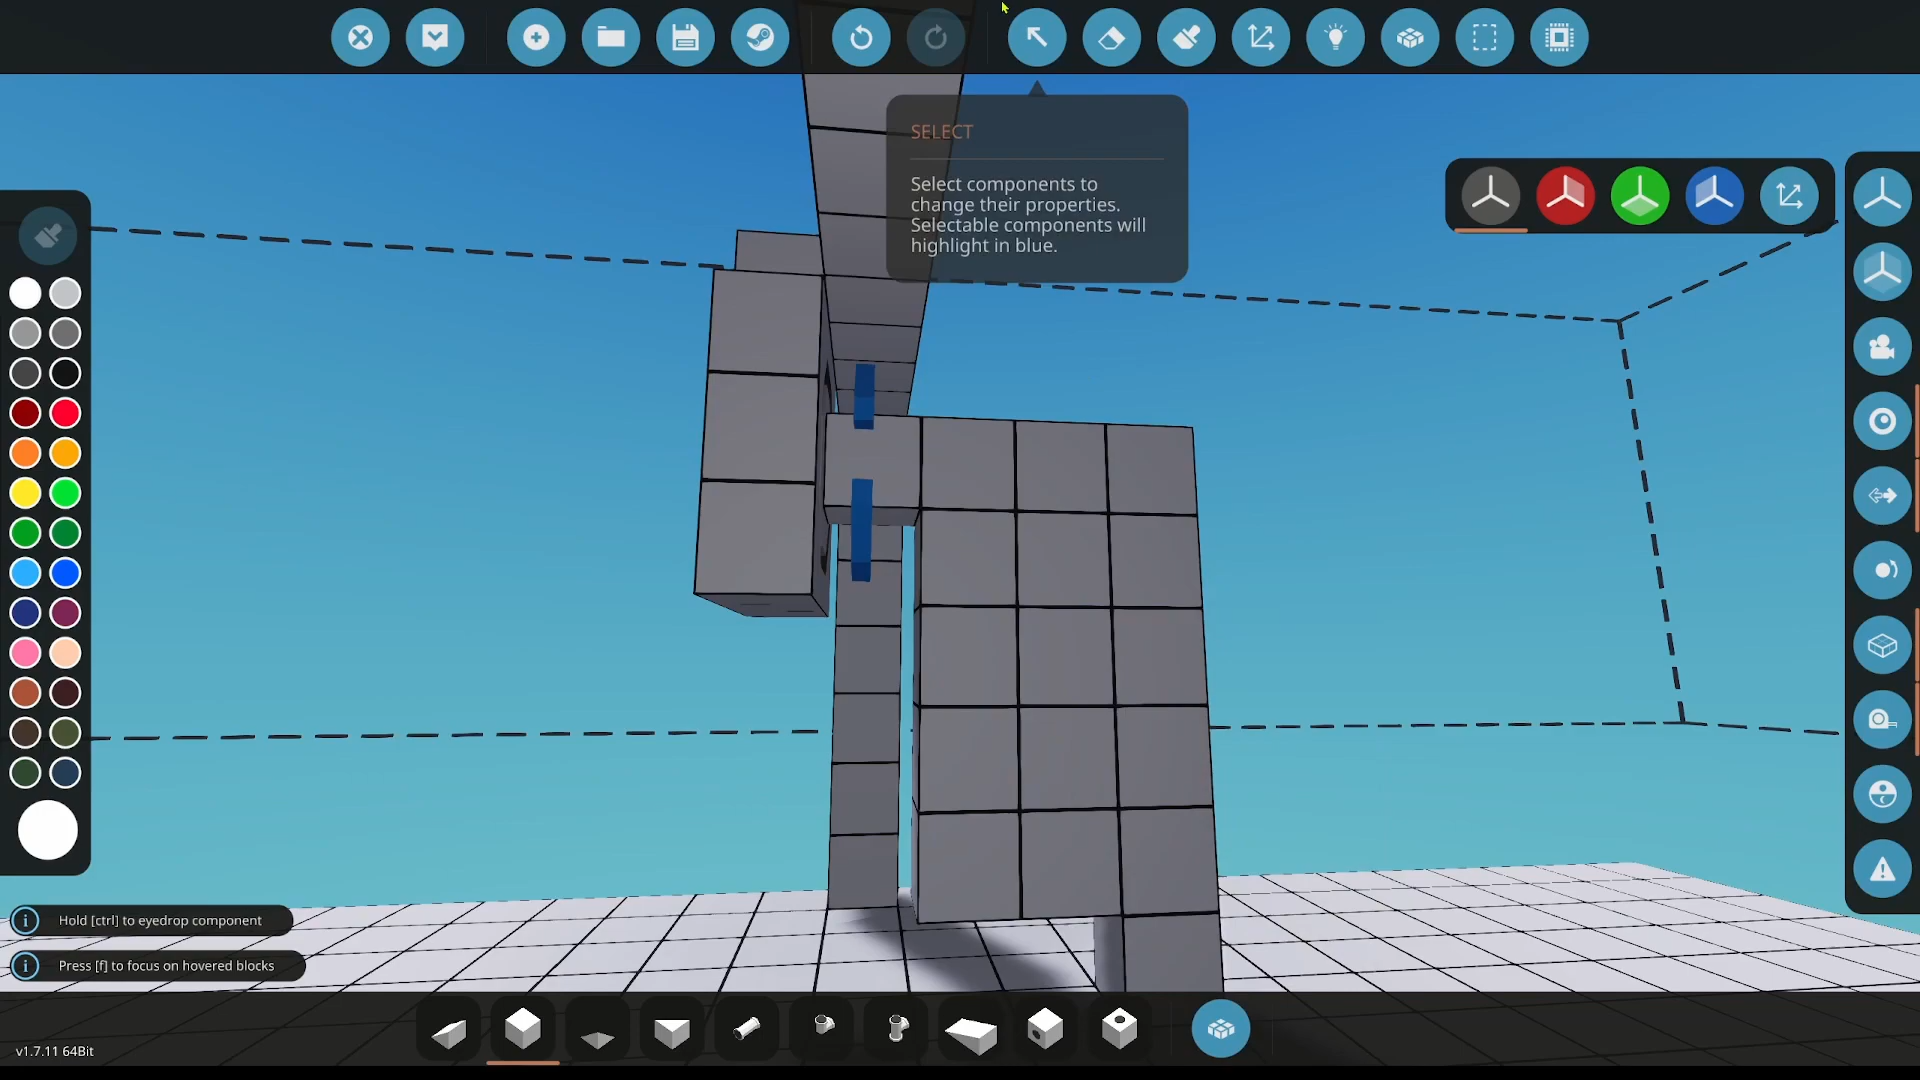 SELECT
Select components to
change their properties.
Selectable components will
highlight in blue.
Hold [ctrl] to eyedrop component
Press [f] to focus on hovered blocks
v1.7.11 64Bit